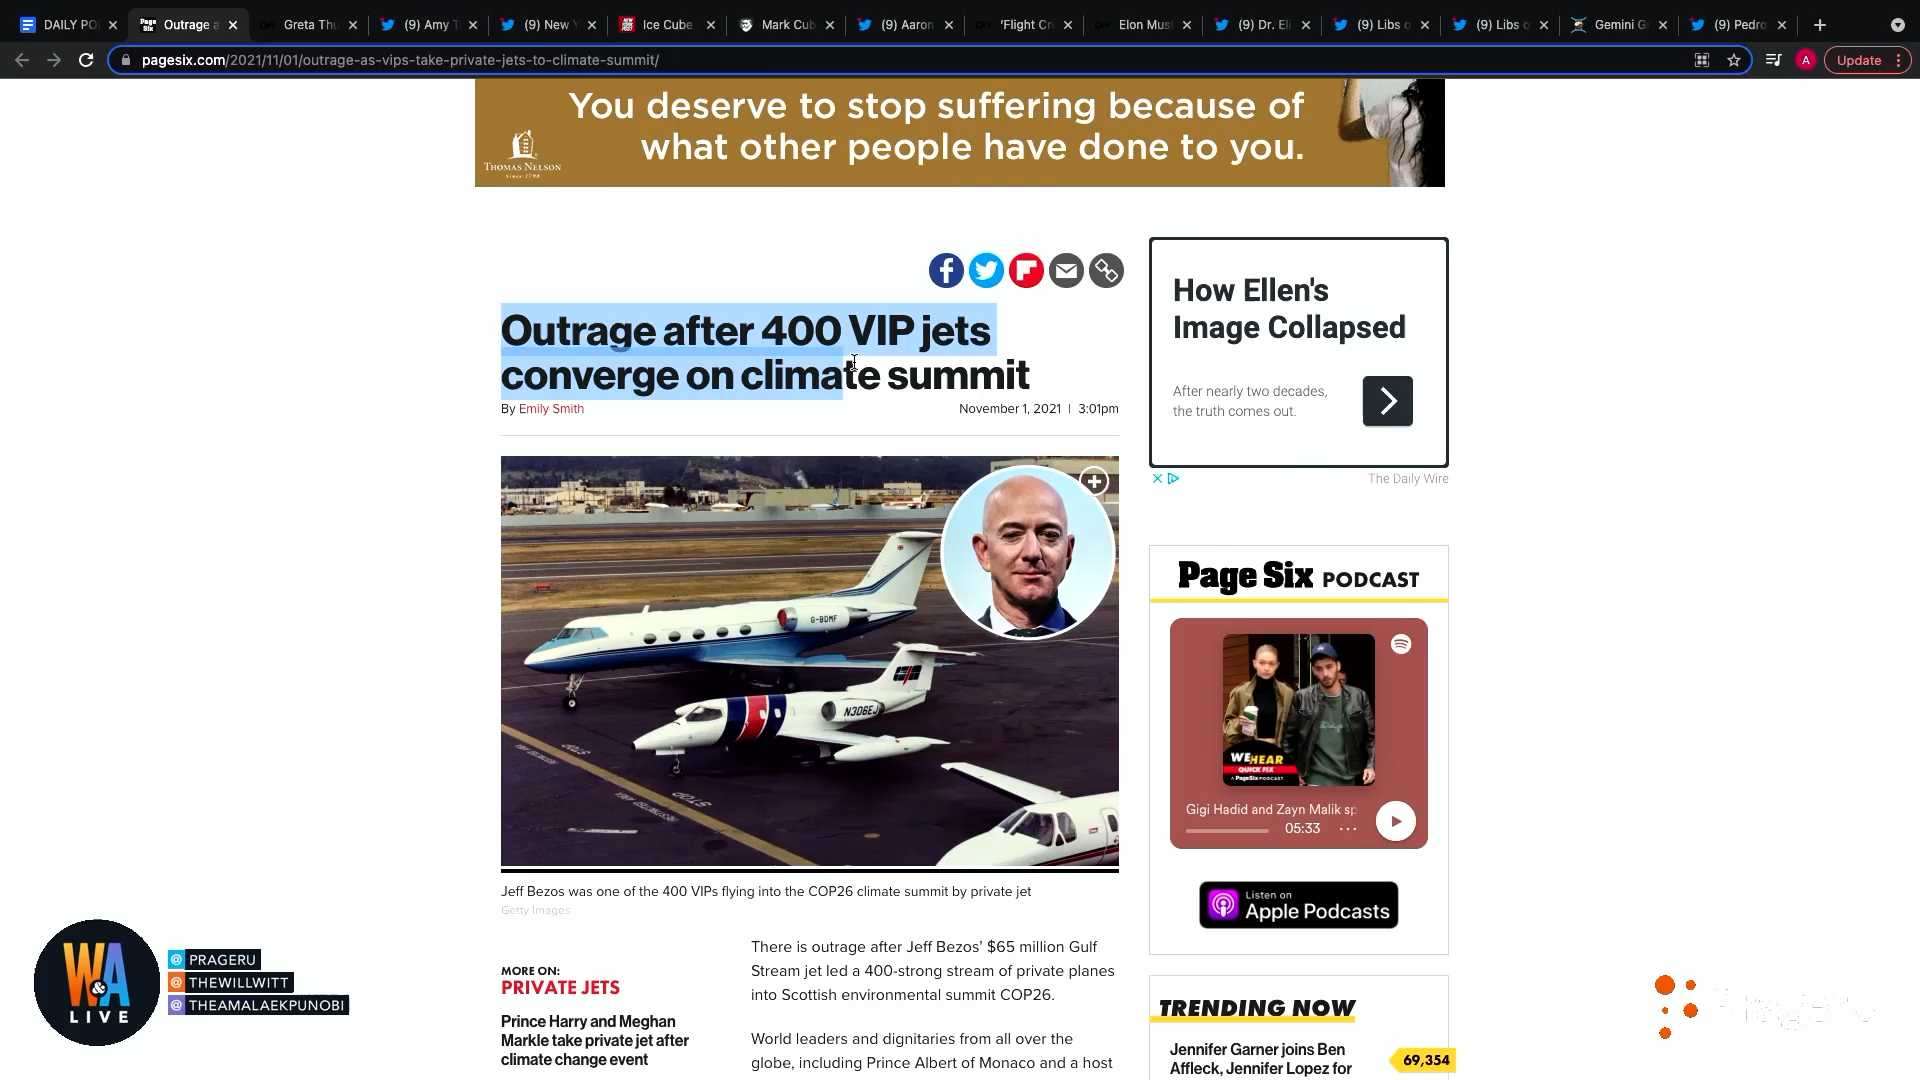 DAILY PO
Outrage a
Greta Thu
(9) Amy T
(9) New Y
Ice Cube
Mark Cub
(9) Aaron
'Flight Cr
Elon Mus
(9) Dr. Eli
(9) Libs o
(9) Libs o
Gemini G
(9) Pedro
pagesix.com/2021/11/01/outrage-as-vips-take-private-jets-to-climate-summit/
A
Update
You deserve to stop suffering because of
what other people have done to you.
THOMAS NELSON
Since 1798
Outrage after 400 VIP jets
converge on climate summit
By Emily Smith
November 1, 2021 | 3:01pm
G-BDMF
N306EJ
STOP
STOP
Jeff Bezos was one of the 400 VIPs flying into the COP26 climate summit by private jet
Getty Images
MORE ON:
PRIVATE JETS
Prince Harry and Meghan
Markle take private jet after
climate change event
There is outrage after Jeff Bezos' $65 million Gulf
Stream jet led a 400-strong stream of private planes
into Scottish environmental summit COP26.
World leaders and dignitaries from all over the
globe, including Prince Albert of Monaco and a host
How Ellen's
Image Collapsed
After nearly two decades,
the truth comes out.
The Daily Wire
Page Six PODCAST
WE HEAR
QUICK FIX
A PageSix PODCAST
Gigi Hadid and Zayn Malik sp
05:33
Listen on
Apple Podcasts
TRENDING NOW
Jennifer Garner joins Ben
Affleck, Jennifer Lopez for
69,354
W&A
LIVE
@ PRAGERU
@ THEWILLWITT
@ THEAMALAEKPUNOBI